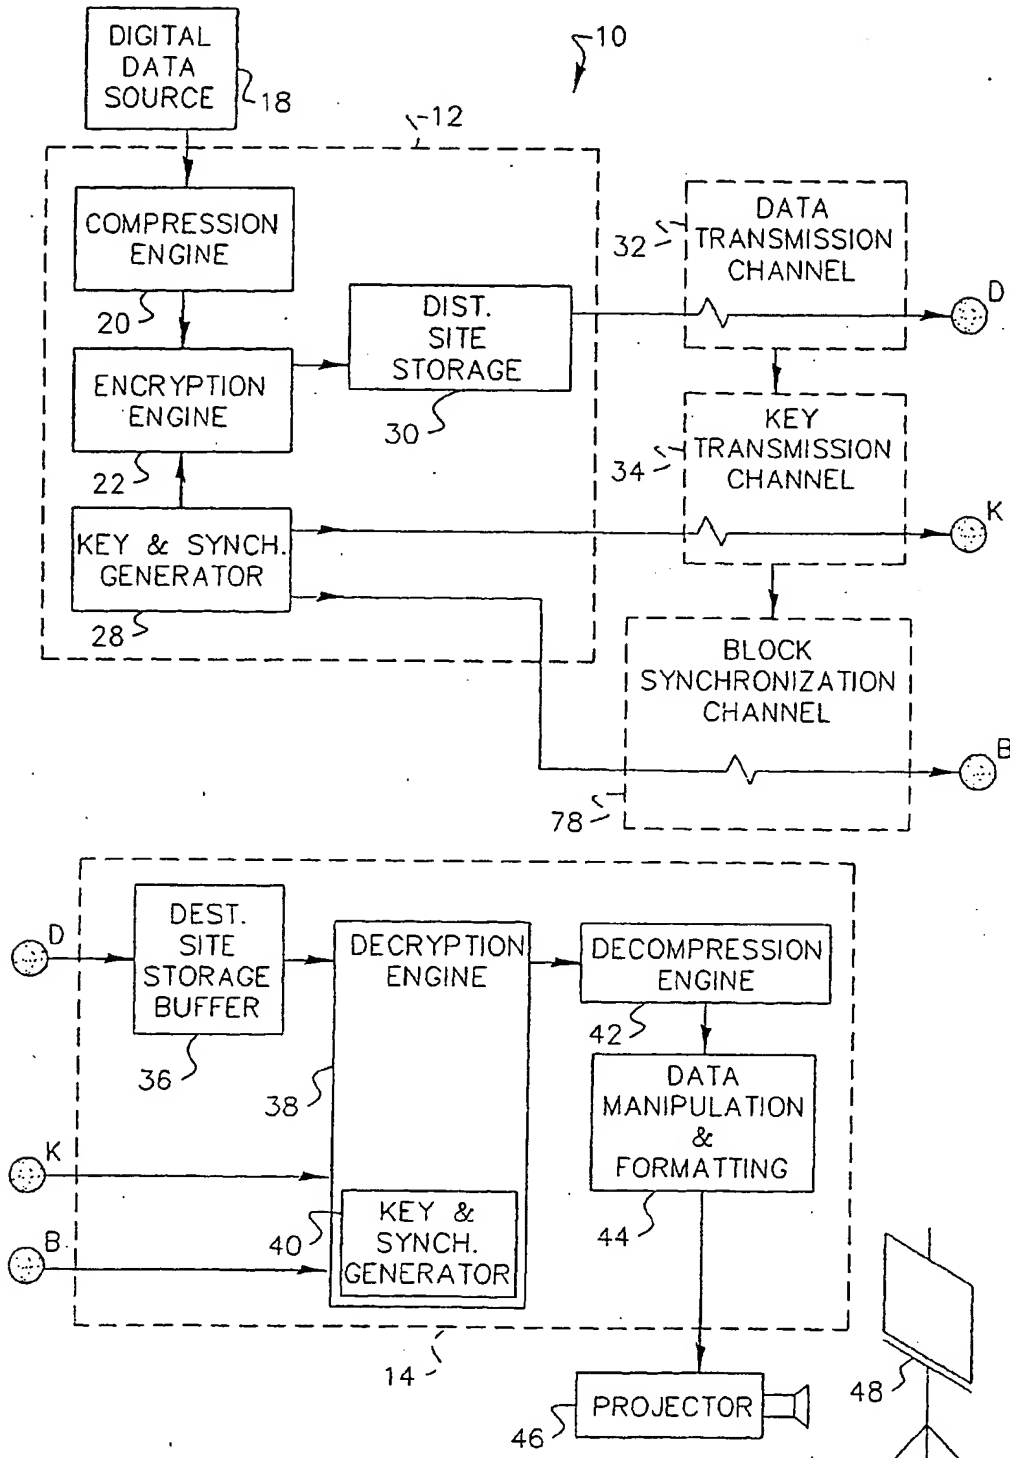 DIGITAL
DATA
SOURCE
18
10
12
COMPRESSION
ENGINE
20
ENCRYPTION
ENGINE
22
KEY & SYNCH.
GENERATOR
28
DIST.
SITE
STORAGE
30
DATA
TRANSMISSION
CHANNEL
32
D
KEY
TRANSMISSION
CHANNEL
34
K
BLOCK
SYNCHRONIZATION
CHANNEL
78
B
D
DEST.
SITE
STORAGE
BUFFER
36
DECRYPTION
ENGINE
38
K
B
40
KEY &
SYNCH.
GENERATOR
DECOMPRESSION
ENGINE
42
DATA
MANIPULATION
&
FORMATTING
44
14
PROJECTOR
46
48